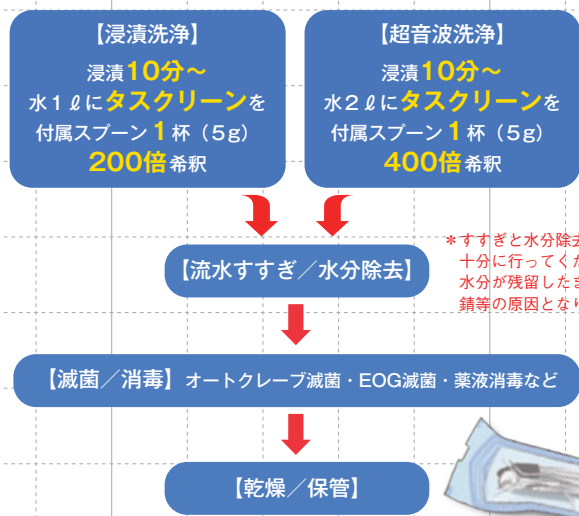 【浸漬洗浄】
浸漬10分～
水1ℓにタスクリーンを
付属スプーン1杯（5g）
200倍希釈
【超音波洗浄】
浸漬10分～
水2ℓにタスクリーンを
付属スプーン1杯（5g）
400倍希釈
【流水すすぎ／水分除去】
＊すすぎと水分除去
十分に行ってくだ
水分が残留したま
錆等の原因とな
【滅菌／消毒】オートクレーブ滅菌・EOG滅菌・薬液消毒など
【乾燥／保管】